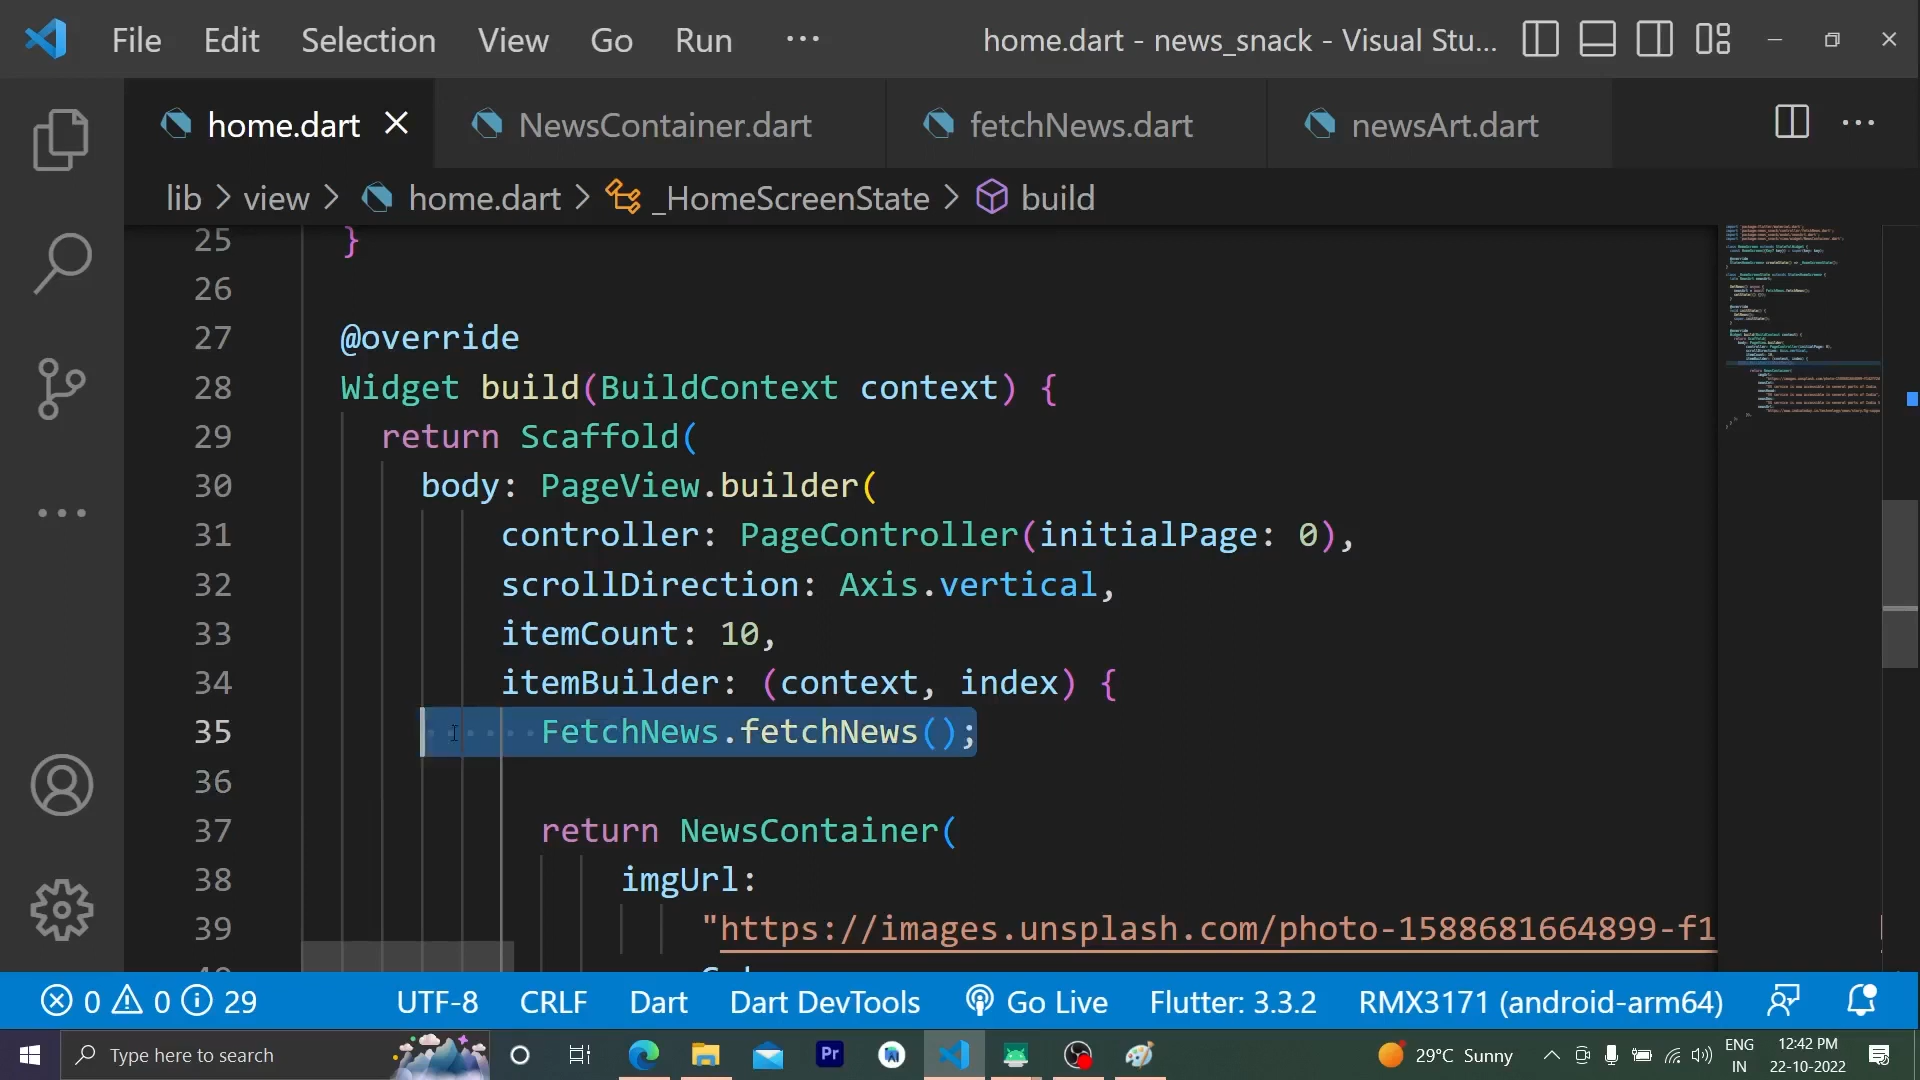 File Edit Selection View Go Run ··· home.dart - news_snack - Visual Stu...
home.dart NewsContainer.dart fetchNews.dart newsArt.dart
lib > view > home.dart > _HomeScreenState > build
25 }
26
27 @override
28 Widget build(BuildContext context) {
29 return Scaffold(
30 body: PageView.builder(
31 controller: PageController(initialPage: 0),
32 scrollDirection: Axis.vertical,
33 itemCount: 10,
34 itemBuilder: (context, index) {
35 FetchNews.fetchNews();
36
37 return NewsContainer(
38 imgUrl:
39 "https://images.unsplash.com/photo-1588681664899-f1
0 0 29 UTF-8 CRLF Dart Dart DevTools Go Live Flutter: 3.3.2 RMX3171 (android-arm64)
Type here to search Pr 29°C Sunny ENG IN 12:42 PM 22-10-2022